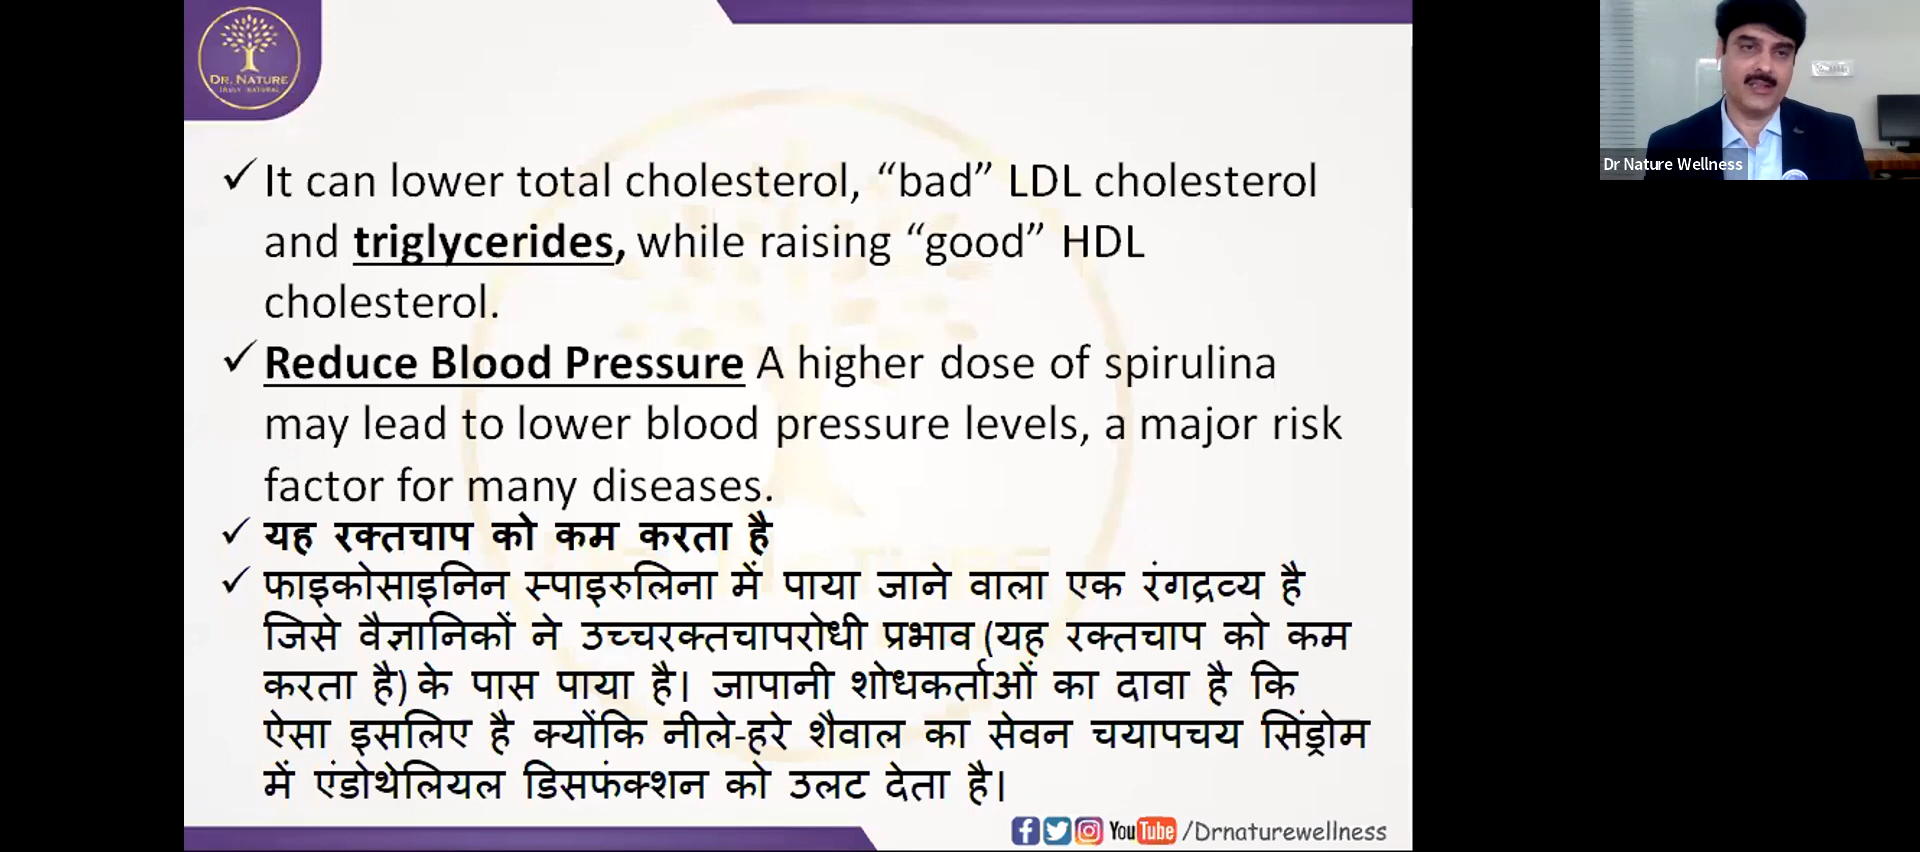 DR. NATURE
TRULY NATURAL
✓ It can lower total cholesterol, “bad” LDL cholesterol
and triglycerides, while raising “good” HDL
cholesterol.
✓ Reduce Blood Pressure A higher dose of spirulina
may lead to lower blood pressure levels, a major risk
factor for many diseases.
✓ यह रक्तचाप को कम करता है
✓ फाइकोसाइनिन स्पाइरुलिना में पाया जाने वाला एक रंगद्रव्य है
जिसे वैज्ञानिकों ने उच्चरक्तचापरोधी प्रभाव (यह रक्तचाप को कम
करता है) के पास पाया है। जापानी शोधकर्ताओं का दावा है कि
ऐसा इसलिए है क्योंकि नीले-हरे शैवाल का सेवन चयापचय सिंड्रोम
में एंडोथेलियल डिसफंक्शन को उलट देता है।
YouTube /Drnaturewellness
Dr Nature Wellness